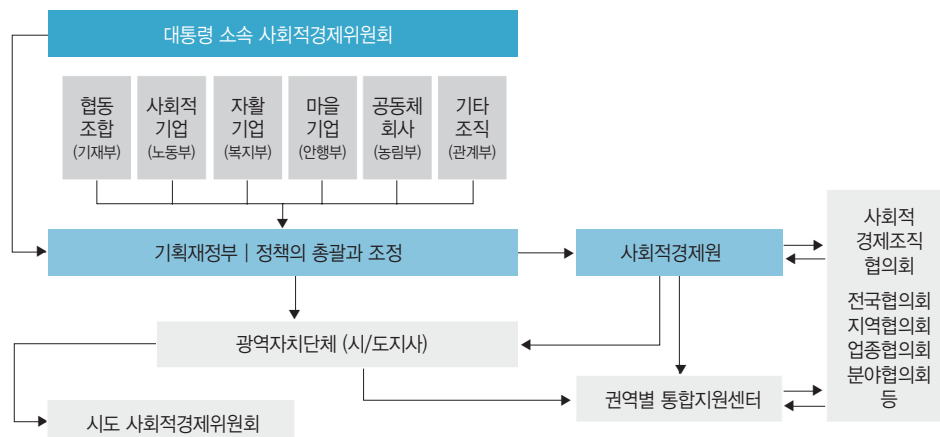 대통령 소속 사회적경제위원회
협동
조합
(기재부)
사회적
기업
(노동부)
자활
기업
(복지부)
마을
기업
(안행부)
공동체
회사
(농림부)
기타
조직
(관계부)
기획재정부 | 정책의 총괄과 조정
사회적경제원
사회적
경제조직
협의회
전국협의회
지역협의회
업종협의회
분야협의회
등
광역자치단체 (시/도지사)
권역별 통합지원센터
시도 사회적경제위원회